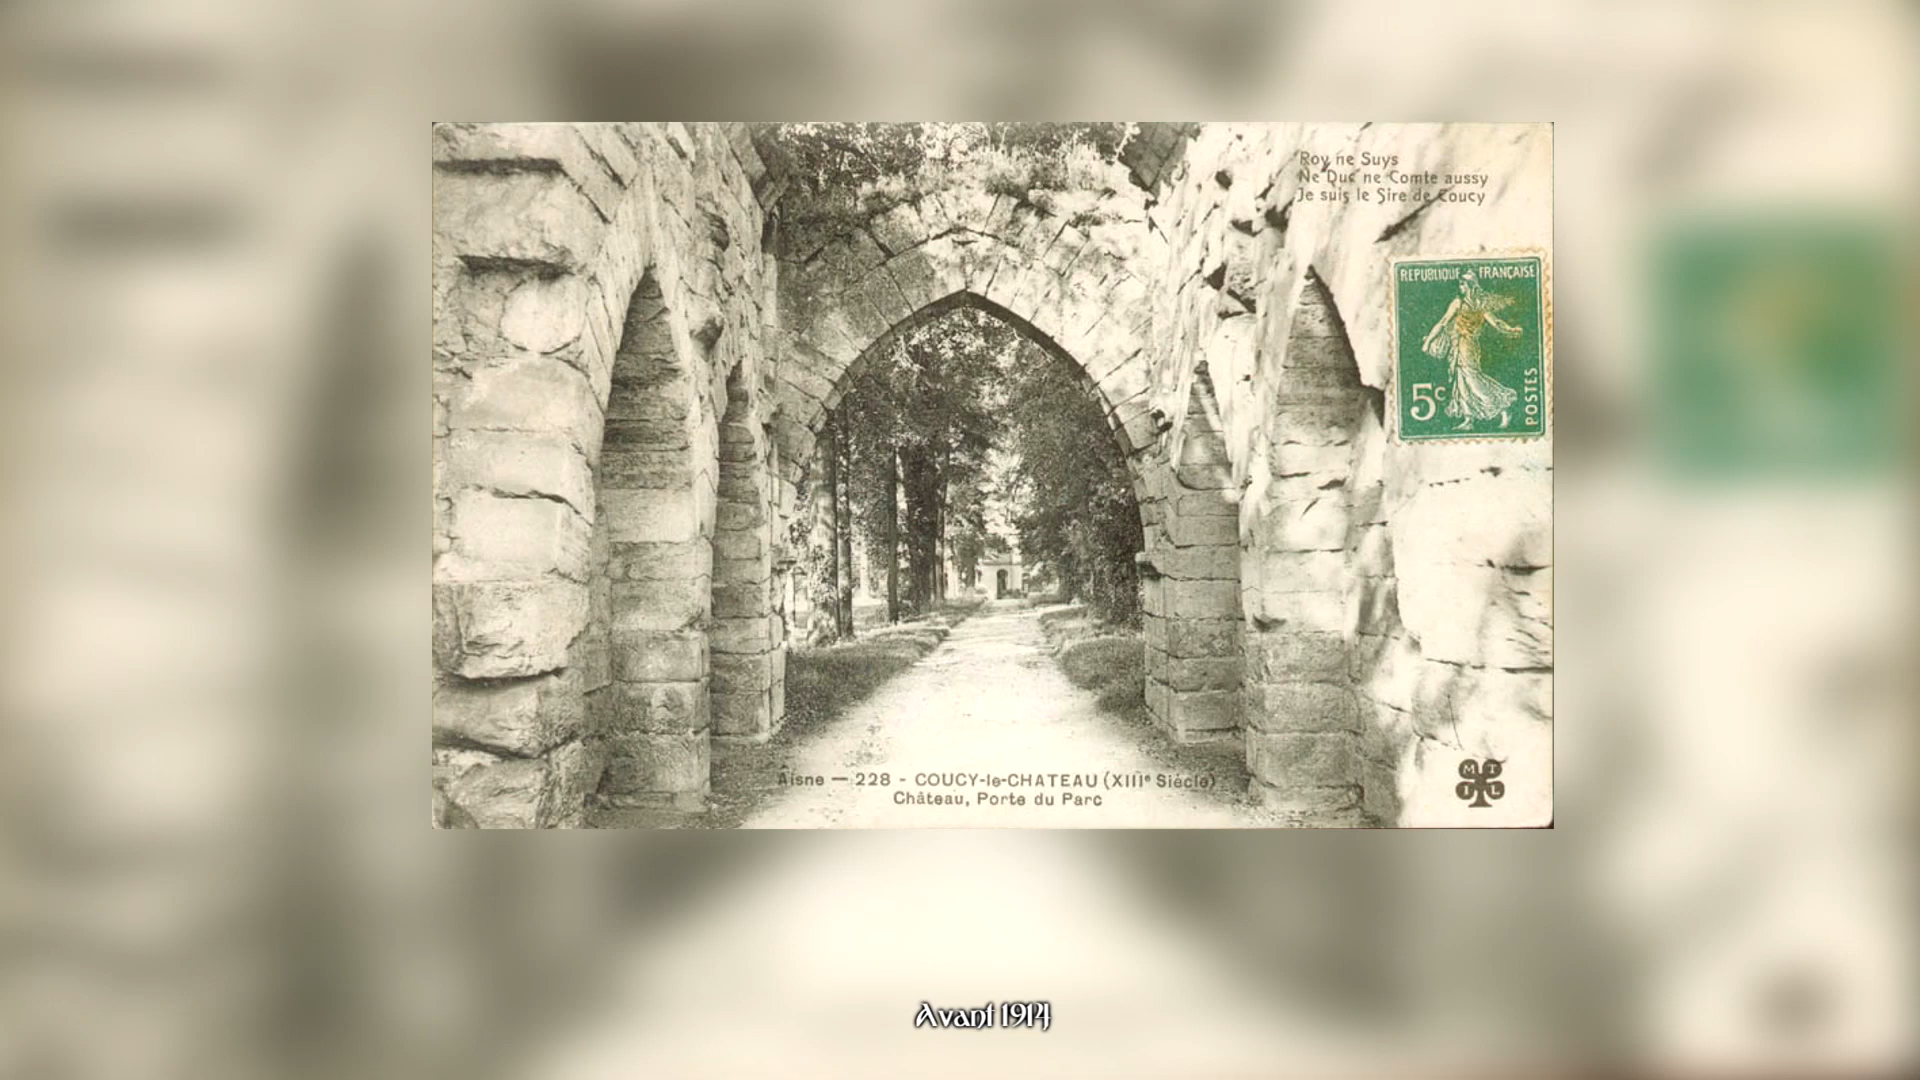 Roy ne Suys
Ne Duc ne Comte aussy
Je suis le Sire de Coucy
REPUBLIQUE FRANÇAISE
5c
POSTES
Aisne — 228 - COUCY-le-CHATEAU (XIIIe Siècle)
Château, Porte du Parc
M T
I L
Avant 1914